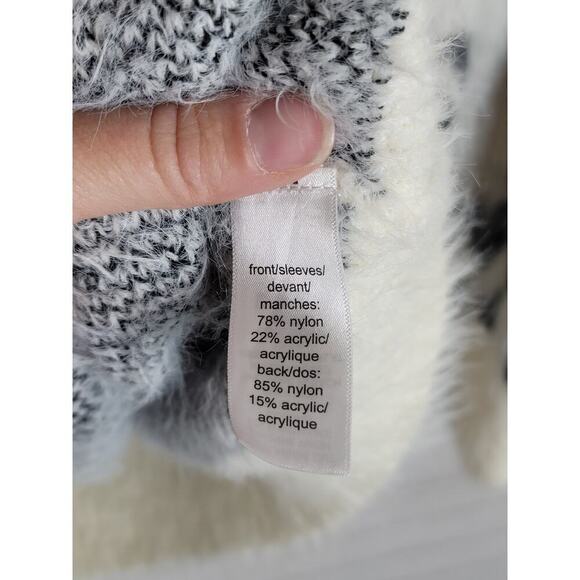 front/sleeves/
devant/
manches:
78% nylon
22% acrylic/
acrylique
back/dos:
85% nylon
15% acrylic/
acrylique